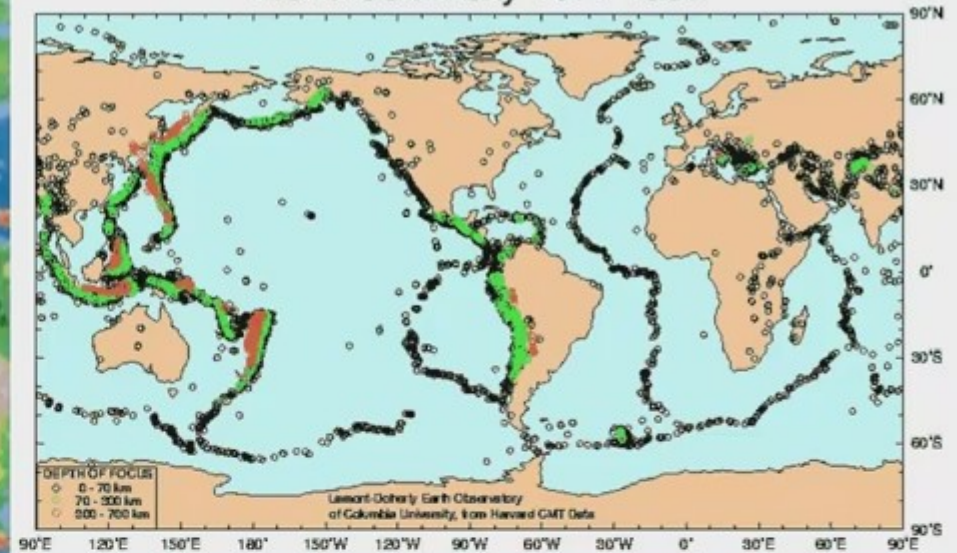 90°N
60°N
30°N
0°
30°S
60°S
90°S
DEPTH OF FOCUS
0 - 70 km
70 - 300 km
300 - 700 km
Lamont-Doherty Earth Observatory
of Columbia University, from Harvard CMT Data
90°E 120°E 150°E 180° 150°W 120°W 90°W 60°W 30°W 0° 30°E 60°E 90°E